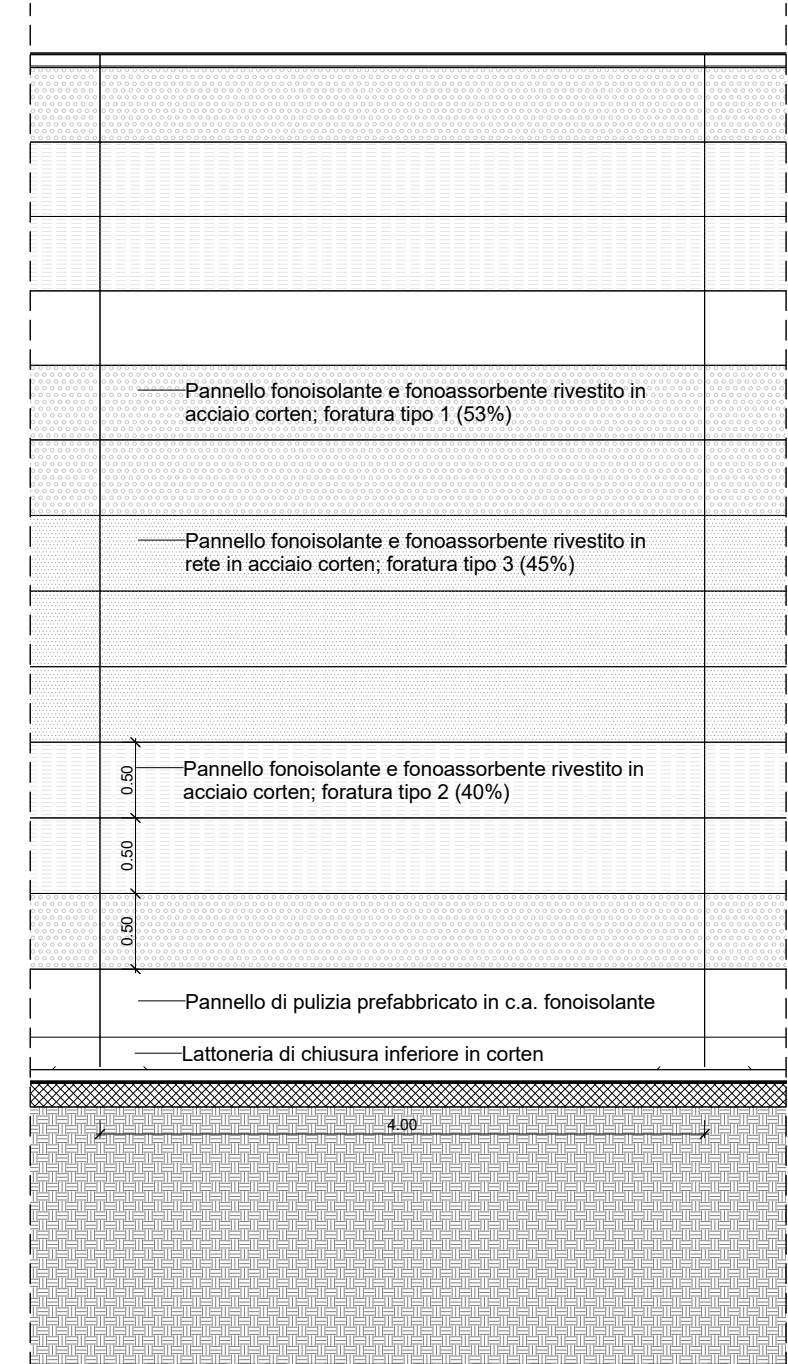 Pannello fonoisolante e fonoassorbente rivestito in
acciaio corten; foratura tipo 1 (53%)
Pannello fonoisolante e fonoassorbente rivestito in
rete in acciaio corten; foratura tipo 3 (45%)
0.50
Pannello fonoisolante e fonoassorbente rivestito in
acciaio corten; foratura tipo 2 (40%)
0.50
0.50
Pannello di pulizia prefabbricato in c.a. fonoisolante
Lattoneria di chiusura inferiore in corten
4.00